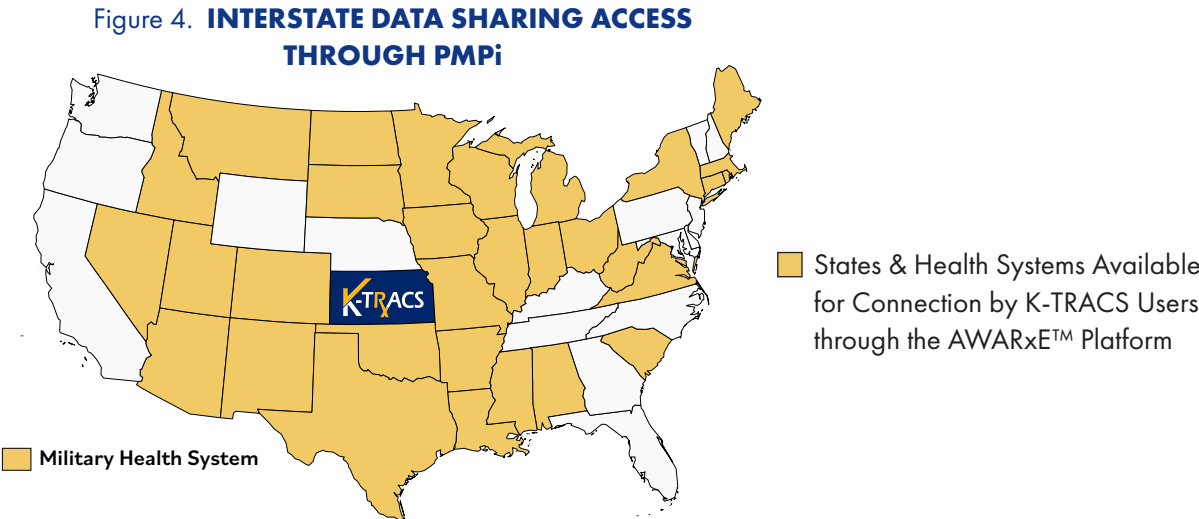 Figure 4. INTERSTATE DATA SHARING ACCESS
THROUGH PMPi
K-TRACS
States & Health Systems Available
for Connection by K-TRACS Users
through the AWARxE™ Platform
Military Health System